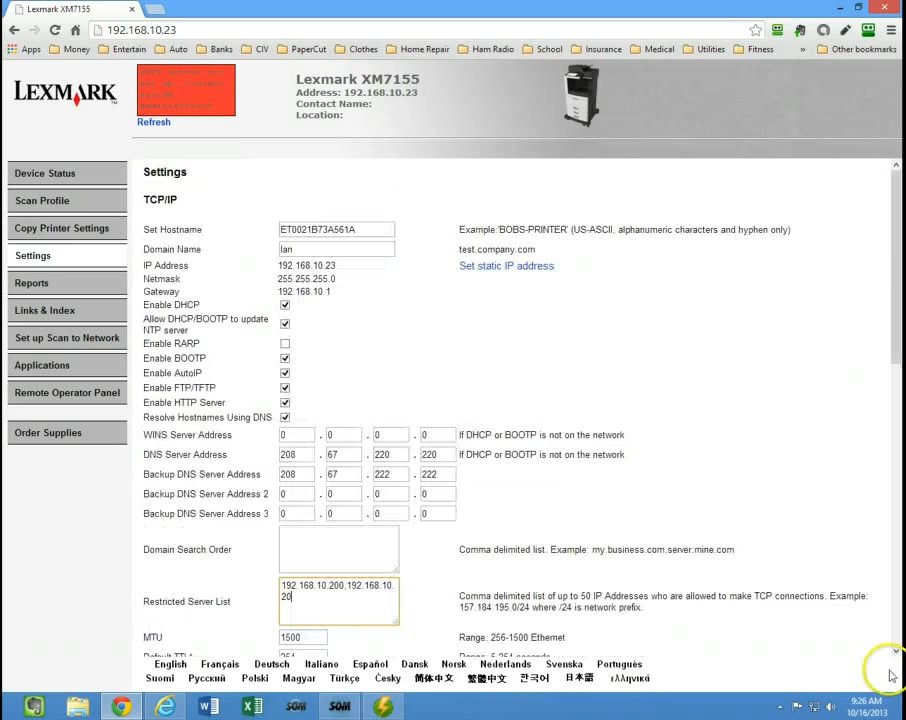 Lexmark XM7155
192.168.10.23
Apps Money Entertain Auto Banks CIV PaperCut Clothes Home Repair Ham Radio School Insurance Medical Utilities Fitness » Other bookmarks
LEXMARK
Refresh
Lexmark XM7155
Address: 192.168.10.23
Contact Name:
Location:
Device Status
Scan Profile
Copy Printer Settings
Settings
Reports
Links & Index
Set up Scan to Network
Applications
Remote Operator Panel
Order Supplies
Settings
TCP/IP
Set Hostname ET0021B73A561A Example:'BOBS-PRINTER' (US-ASCII, alphanumeric characters and hyphen only)
Domain Name lan test.company.com
IP Address 192.168.10.23 Set static IP address
Netmask 255.255.255.0
Gateway 192.168.10.1
Enable DHCP
Allow DHCP/BOOTP to update
NTP server
Enable RARP
Enable BOOTP
Enable AutoIP
Enable FTP/TFTP
Enable HTTP Server
Resolve Hostnames Using DNS
WINS Server Address 0 . 0 . 0 . 0 If DHCP or BOOTP is not on the network
DNS Server Address 208 . 67 . 220 . 220 If DHCP or BOOTP is not on the network
Backup DNS Server Address 208 . 67 . 222 . 222
Backup DNS Server Address 2 0 . 0 . 0 . 0
Backup DNS Server Address 3 0 . 0 . 0 . 0
Domain Search Order Comma delimited list. Example: my.business.com,server.mine.com
Restricted Server List
192.168.10.200,192.168.10.
20
Comma delimited list of up to 50 IP Addresses who are allowed to make TCP connections. Example:
157.184.195.0/24 where /24 is network prefix.
MTU 1500 Range: 256-1500 Ethernet
English Français Deutsch Italiano Español Dansk Norsk Nederlands Svenska Português
Suomi Русский Polski Magyar Türkçe Česky 简体中文 繁體中文 한국어 日本語 ελληνικά
SOM SOM
9:26 AM
10/16/2013